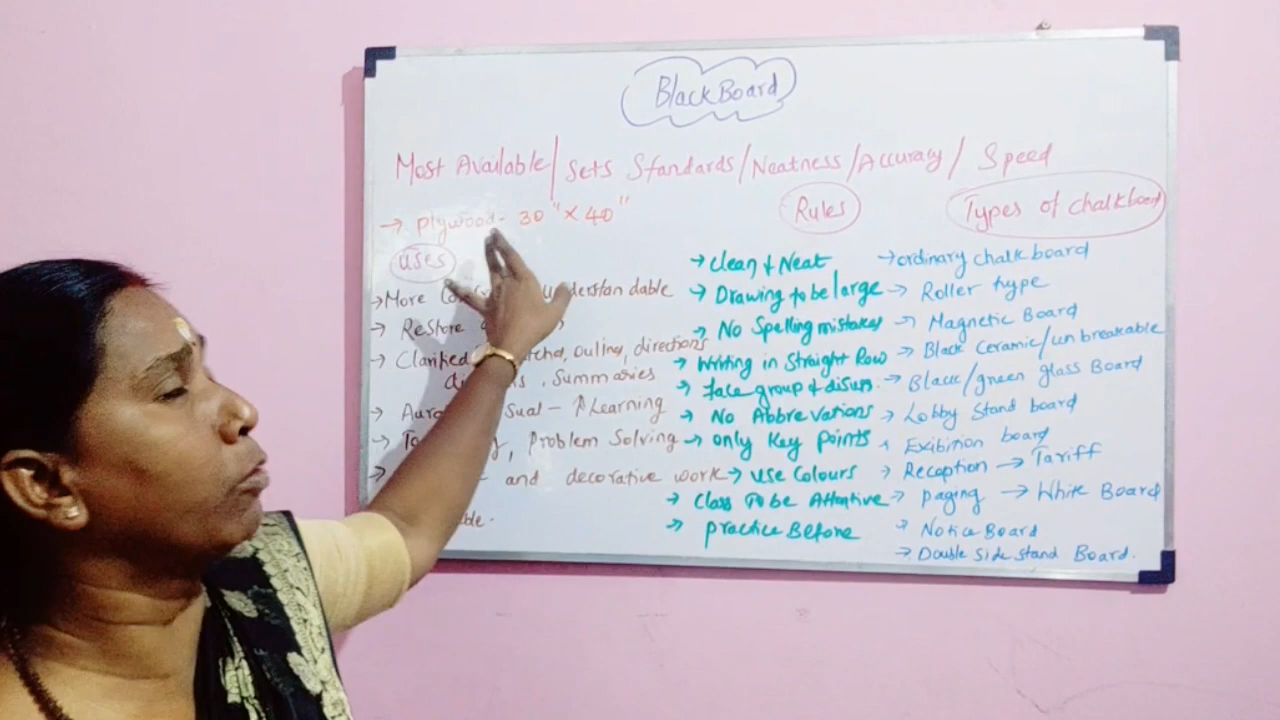 BlackBoard
Most Available/Sets Standards/Neatness/Accuracy/ Speed
→ Plywood- 30" × 40"
Uses
→More understandable
→ Restore
→ Clarified, directions
, Summaries
→ sual - ↑ Learning
→ , Problem Solving
→ and decorative work
Rules
→ Clean & Neat
→ Drawing to be large
→ No Spelling mistakes
→ Writing in Straight Row
→ face group & discuss.
→ No Abbrevations
→ only Key Points
→ Use Colours
→ Class To be Attentive
→ Practice Before
Types of Chalkboard
→ordinary chalk board
→ Roller type
→ Magnetic Board
→ Black Ceramic/unbreakable
→ Black/green glass Board
→ Lobby Stand board
→ Exibition board
→ Reception → Tariff
→ Paging → White Board
→ Notice Board
→ Double Side Stand Board.